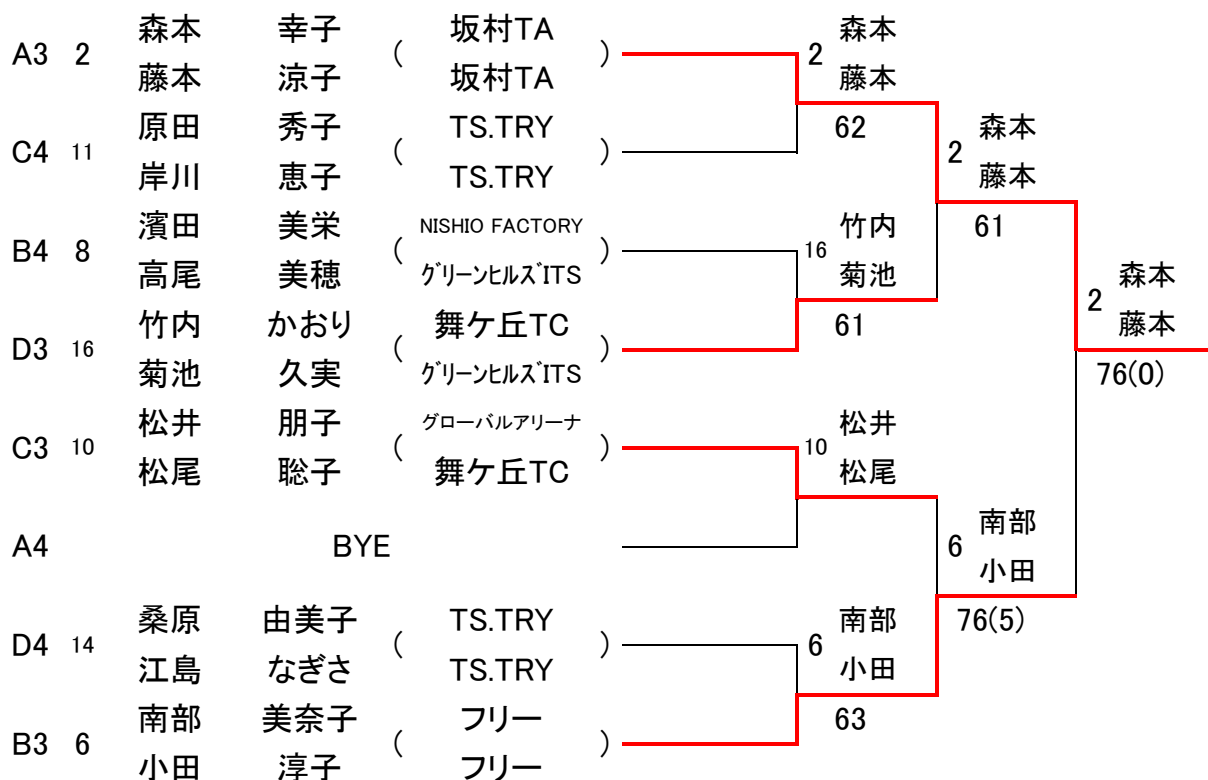 A3 2 森本 幸子 ( 坂村TA )
藤本 涼子 坂村TA
C4 11 原田 秀子 ( TS.TRY )
岸川 恵子 TS.TRY
B4 8 濱田 美栄 ( NISHIO FACTORY )
高尾 美穂 グリーンヒルズITS
D3 16 竹内 かおり ( 舞ケ丘TC )
菊池 久実 グリーンヒルズITS
C3 10 松井 朋子 ( グローバルアリーナ )
松尾 聡子 舞ケ丘TC
A4 BYE
D4 14 桑原 由美子 ( TS.TRY )
江島 なぎさ TS.TRY
B3 6 南部 美奈子 ( フリー )
小田 淳子 フリー
2 森本
藤本
62
16 竹内
菊池
61
10 松井
松尾
6 南部
小田
63
2 森本
藤本
61
6 南部
小田
76(5)
2 森本
藤本
76(0)